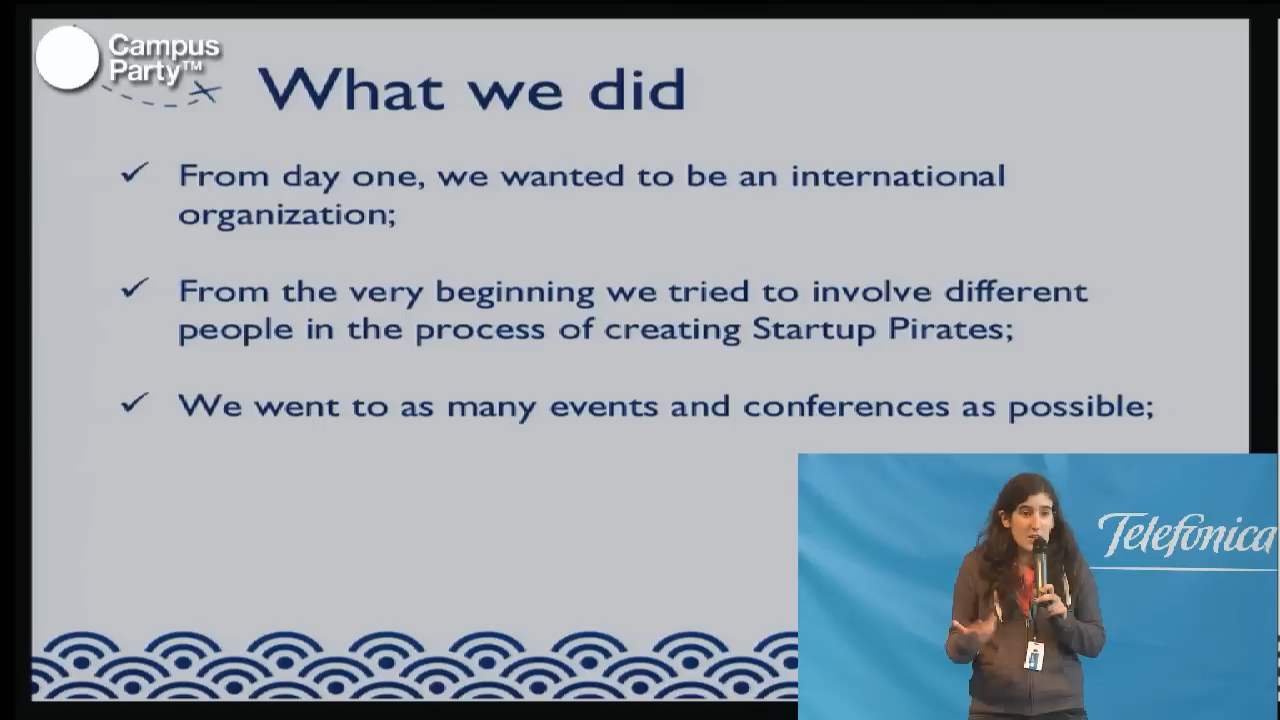 Campus
Party™
What we did
✓ From day one, we wanted to be an international
organization;
✓ From the very beginning we tried to involve different
people in the process of creating Startup Pirates;
✓ We went to as many events and conferences as possible;
Telefónica